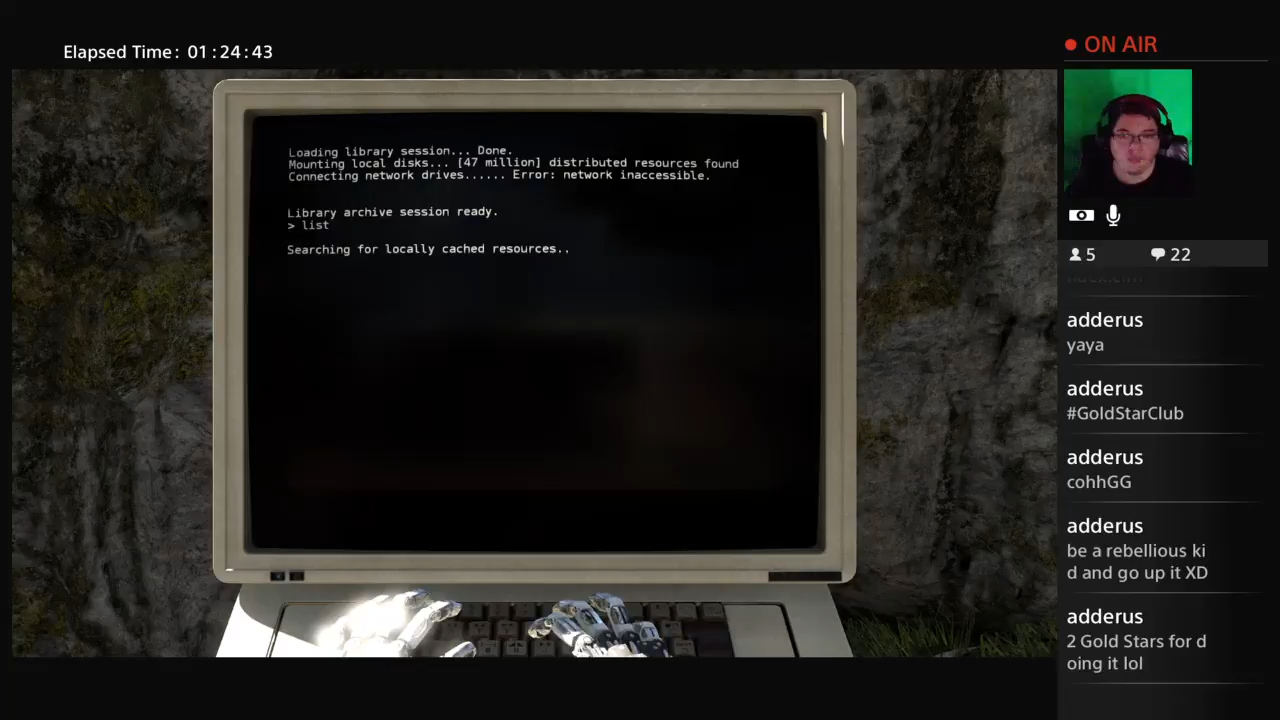 Elapsed Time: 01:24:43
ON AIR
Loading library session... Done.
Mounting local disks... [47 million] distributed resources found
Connecting network drives...... Error: network inaccessible.
Library archive session ready.
> list
Searching for locally cached resources..
5
22
adderus
yaya
adderus
#GoldStarClub
adderus
cohhGG
adderus
be a rebellious ki
d and go up it XD
adderus
2 Gold Stars for d
oing it lol